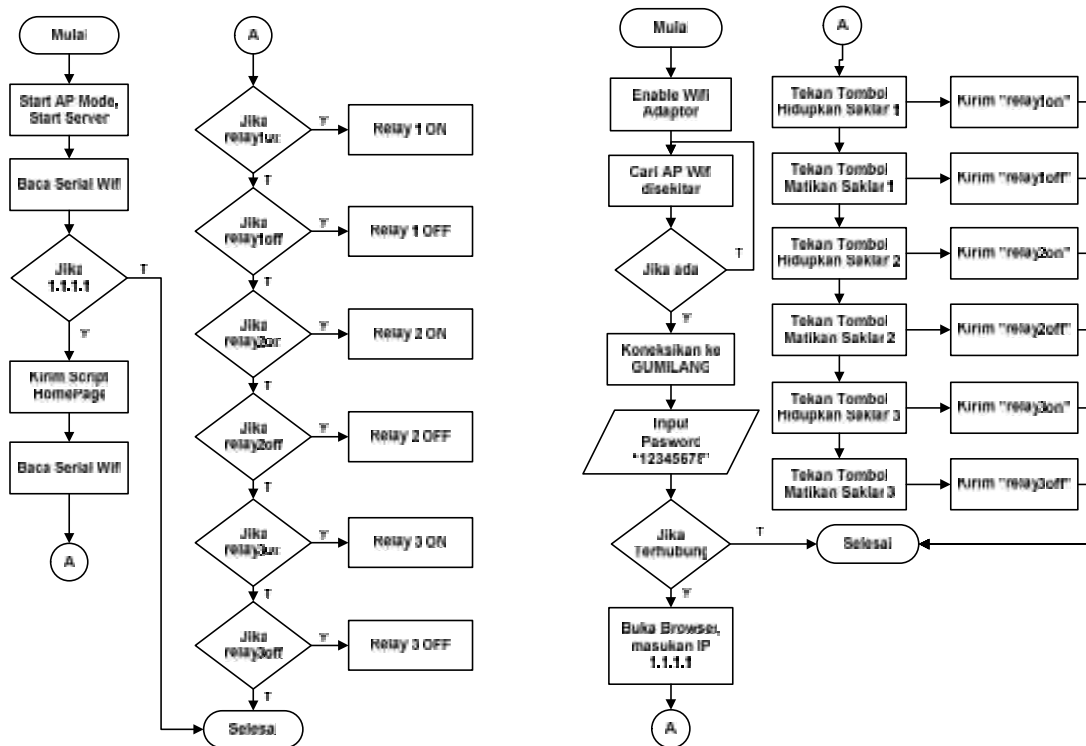 Mulai
Start AP Mode,
Start Server
Baca Serial Wifi
Jika
1.1.1.1
T
Y
Kirim Script
HomePage
Baca Serial Wifi
A
A
Jika
relay1on
Y
Relay 1 ON
T
Jika
relay1off
Y
Relay 1 OFF
T
Jika
relay2on
Y
Relay 2 ON
T
Jika
relay2off
Y
Relay 2 OFF
T
Jika
relay3on
Y
Relay 3 ON
T
Jika
relay3off
Y
Relay 3 OFF
T
Selesai
Mulai
Enable Wifi
Adaptor
Cari AP Wifi
disekitar
Jika ada
T
Y
Koneksikan ke
GUMILANG
Input
Pasword
"12345678"
Jika
Terhubung
T
Y
Buka Browser,
masukan IP
1.1.1.1
A
A
Tekan Tombol
Hidupkan Saklar 1
Kirim "relay1on"
Tekan Tombol
Matikan Saklar 1
Kirim "relay1off"
Tekan Tombol
Hidupkan Saklar 2
Kirim "relay2on"
Tekan Tombol
Matikan Saklar 2
Kirim "relay2off"
Tekan Tombol
Hidupkan Saklar 3
Kirim "relay3on"
Tekan Tombol
Matikan Saklar 3
Kirim "relay3off"
Selesai